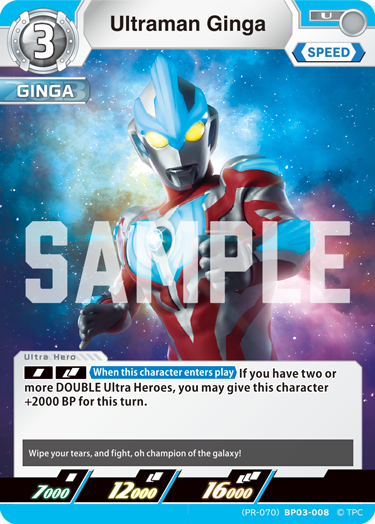 Ultraman Ginga
3
U
SPEED
GINGA
SAMPLE
Ultra Hero
When this character enters play If you have two or
more DOUBLE Ultra Heroes, you may give this character
+2000 BP for this turn.
Wipe your tears, and fight, oh champion of the galaxy!
7000 12000 16000
(PR-070) BP03-008 © TPC